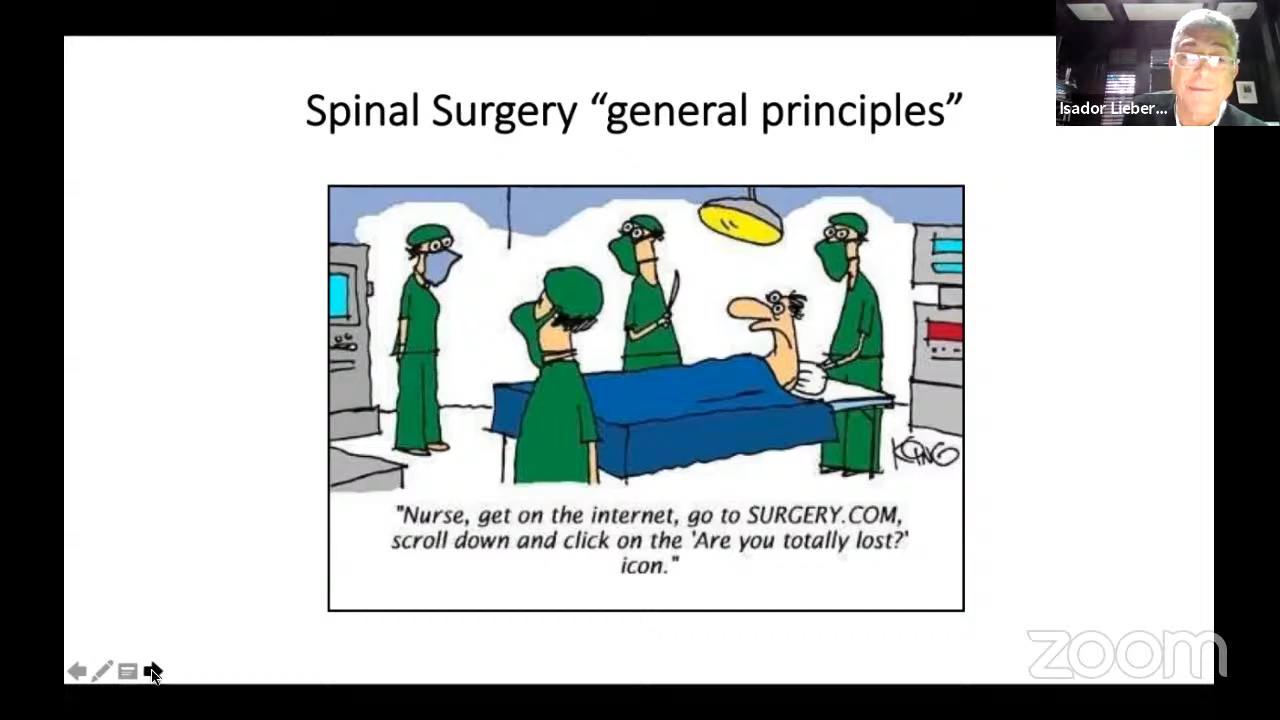 Spinal Surgery “general principles”
Isador Lieber...
KING
"Nurse, get on the internet, go to SURGERY.COM,
scroll down and click on the 'Are you totally lost?'
icon."
zoom